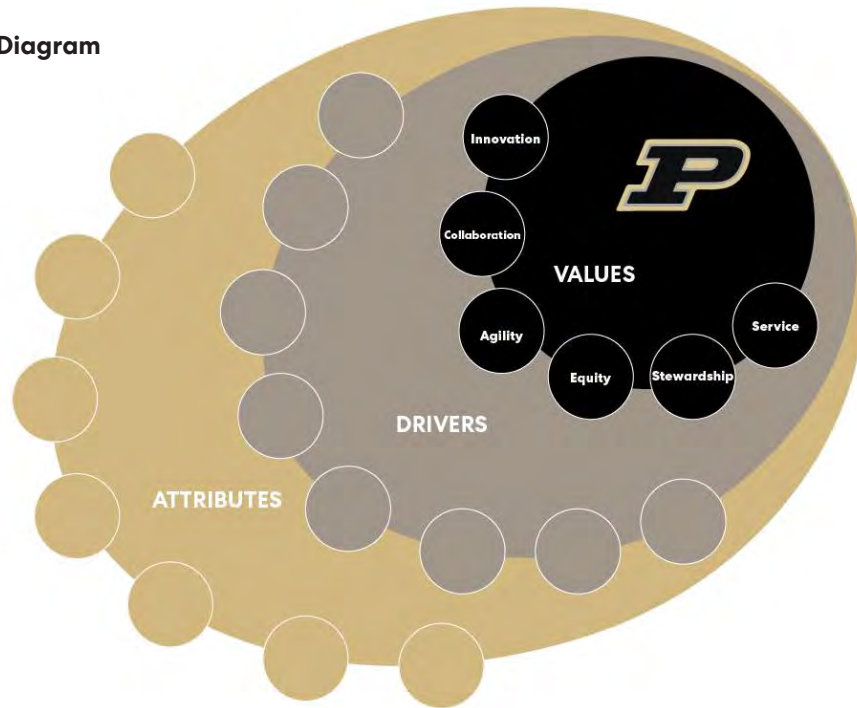 Diagram
Innovation
P
Collaboration
VALUES
Agility
Service
Equity
Stewardship
DRIVERS
ATTRIBUTES